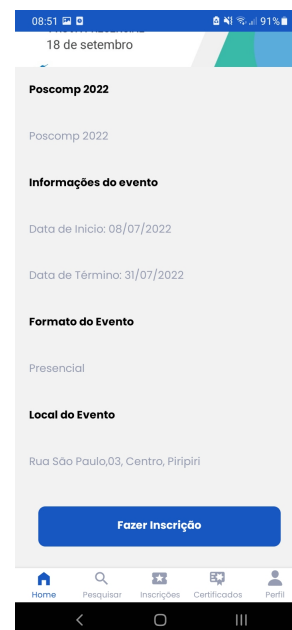 08:51
91%
18 de setembro
Poscomp 2022
Poscomp 2022
Informações do evento
Data de Inicio: 08/07/2022
Data de Término: 31/07/2022
Formato do Evento
Presencial
Local do Evento
Rua São Paulo,03, Centro, Piripiri
Fazer Inscrição
Home
Pesquisar
Inscrições
Certificados
Perfil